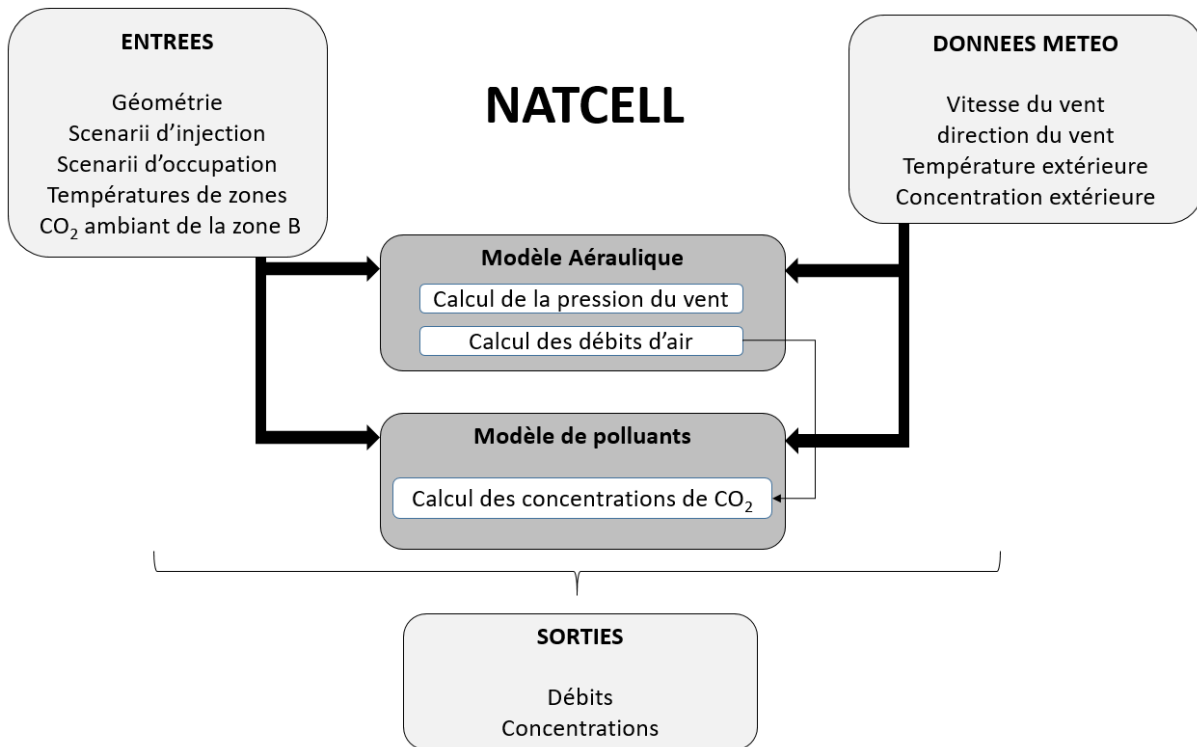 ENTREES
Géométrie
Scenarii d'injection
Scenarii d'occupation
Températures de zones
CO₂ ambiant de la zone B
NATCELL
DONNEES METEO
Vitesse du vent
direction du vent
Température extérieure
Concentration extérieure
Modèle Aéraulique
Calcul de la pression du vent
Calcul des débits d'air
Modèle de polluants
Calcul des concentrations de CO₂
SORTIES
Débits
Concentrations